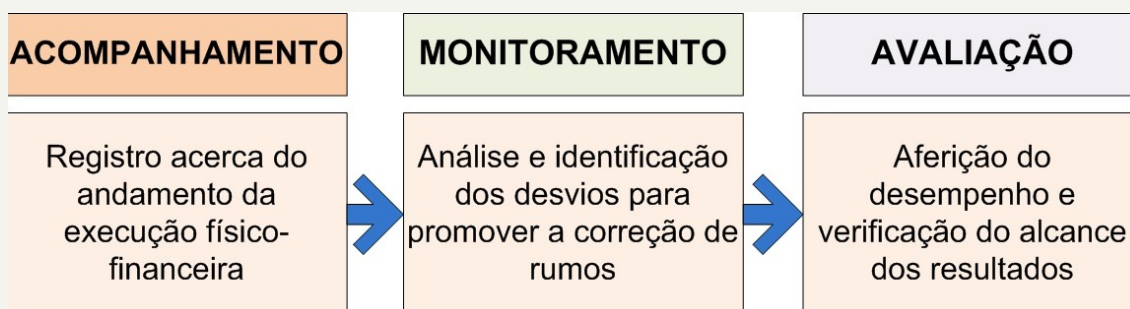 ACOMPANHAMENTO
MONITORAMENTO
AVALIAÇÃO
Registro acerca do
andamento da
execução físico-
financeira
Análise e identificação
dos desvios para
promover a correção de
rumos
Aferição do
desempenho e
verificação do alcance
dos resultados